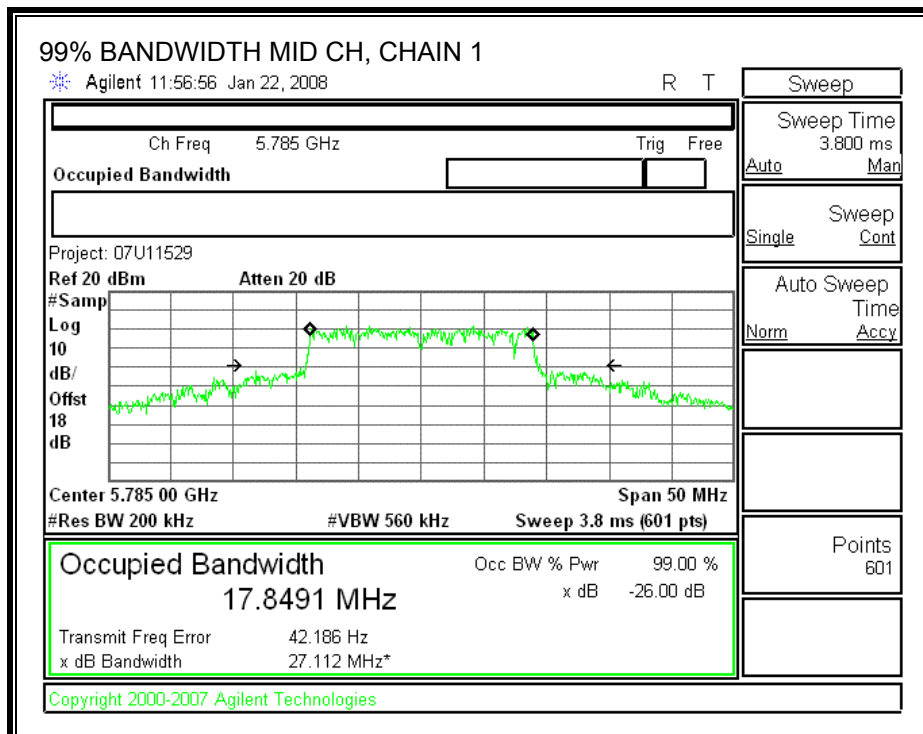 99% BANDWIDTH MID CH, CHAIN 1
Agilent 11:56:56 Jan 22, 2008 R T
Sweep
Ch Freq 5.785 GHz Trig Free
Occupied Bandwidth
Sweep Time
3.800 ms
Auto Man
Sweep
Single Cont
Auto Sweep
Time
Norm Accy
Points
601
Project: 07U11529
Ref 20 dBm Atten 20 dB
#Samp
Log
10
dB/
Offst
18
dB
Center 5.785 00 GHz Span 50 MHz
#Res BW 200 kHz #VBW 560 kHz Sweep 3.8 ms (601 pts)
Occupied Bandwidth Occ BW % Pwr 99.00 %
17.8491 MHz x dB -26.00 dB
Transmit Freq Error 42.186 Hz
x dB Bandwidth 27.112 MHz*
Copyright 2000-2007 Agilent Technologies